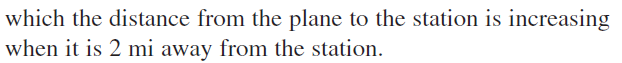 which the distance from the plane to the station is increasing
when it is 2 mi away from the station.